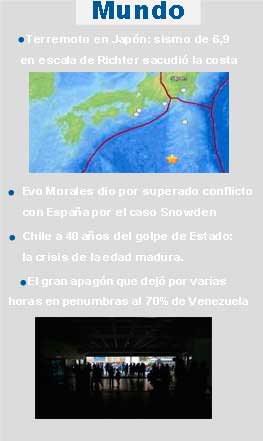 Mundo
Terremoto en Japón: sismo de 6,9
en escala de Richter sacudió la costa
Evo Morales dio por superado conflicto
con España por el caso Snowden
Chile a 40 años del golpe de Estado:
la crisis de la edad madura.
El gran apagón que dejó por varias
horas en penumbras al 70% de Venezuela